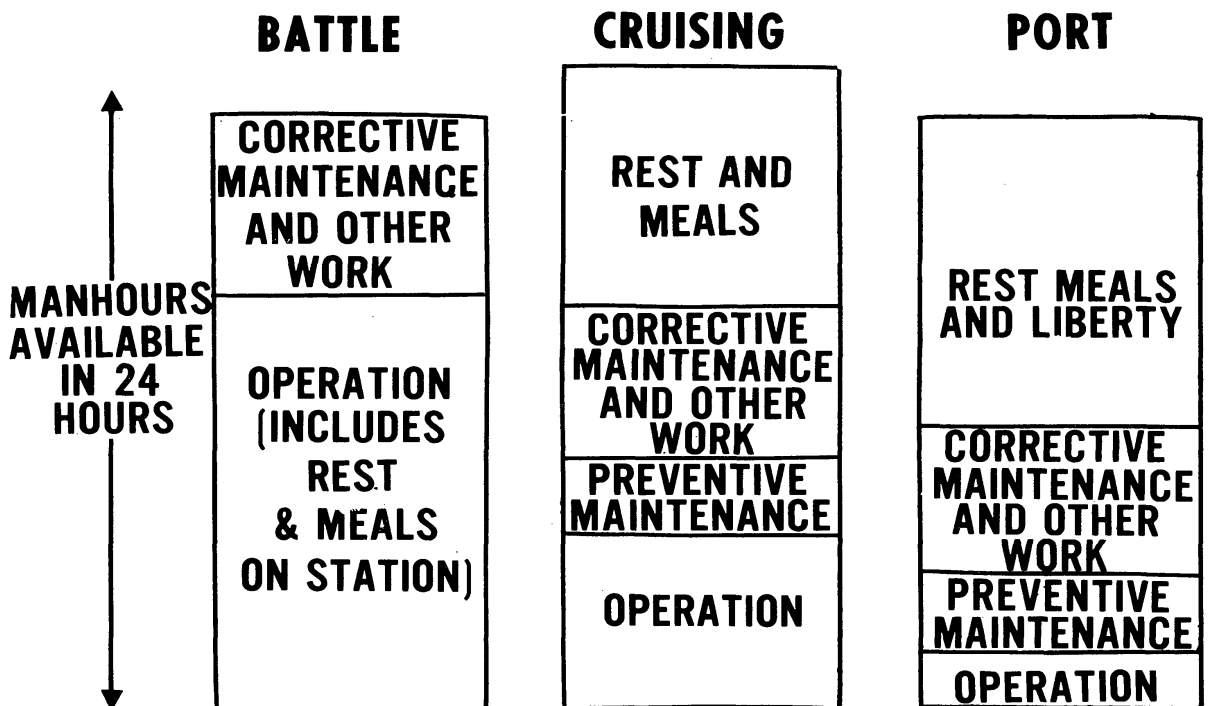 BATTLE
CRUISING
PORT
MANHOURS
AVAILABLE
IN 24
HOURS
CORRECTIVE
MAINTENANCE
AND OTHER
WORK
OPERATION
(INCLUDES
REST
& MEALS
ON STATION)
REST AND
MEALS
CORRECTIVE
MAINTENANCE
AND OTHER
WORK
PREVENTIVE
MAINTENANCE
OPERATION
REST MEALS
AND LIBERTY
CORRECTIVE
MAINTENANCE
AND OTHER
WORK
PREVENTIVE
MAINTENANCE
OPERATION